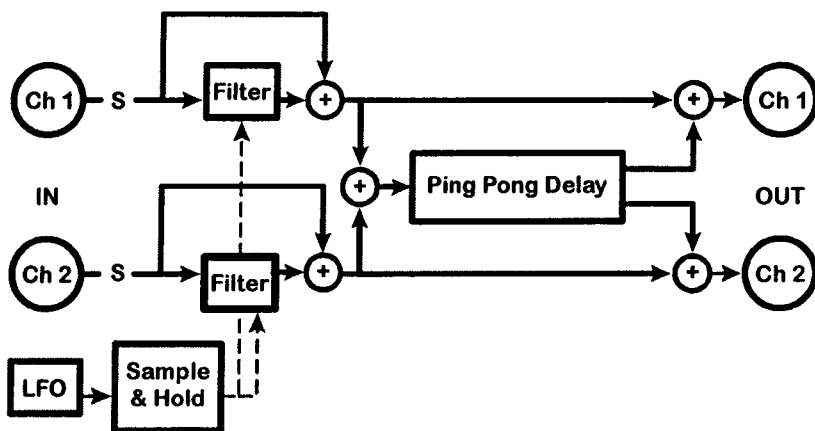 Ch 1
S
Filter
+
+
Ch 1
IN
+
Ping Pong Delay
OUT
Ch 2
S
Filter
+
+
Ch 2
LFO
Sample
& Hold